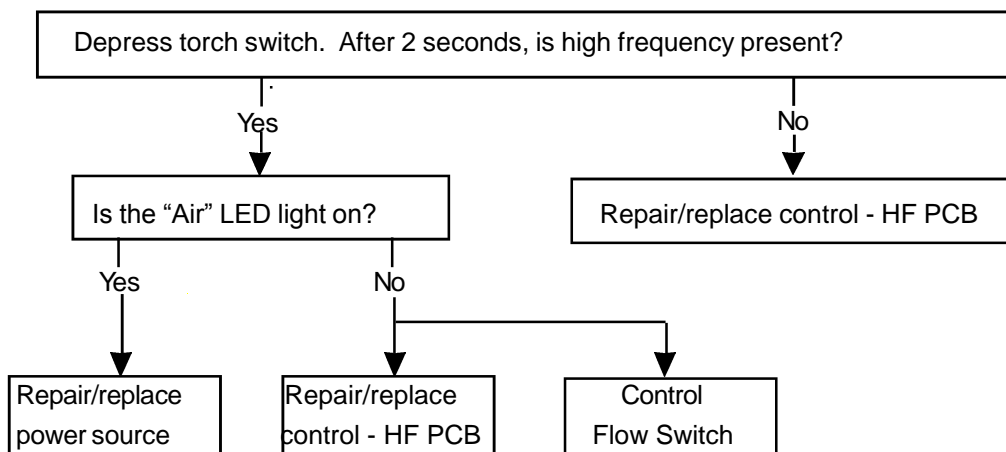 Depress torch switch.  After 2 seconds, is high frequency present?
Yes
No
Is the “Air” LED light on?
Repair/replace control - HF PCB
Yes
No
Repair/replace
power source
Repair/replace
control - HF PCB
Control
Flow Switch